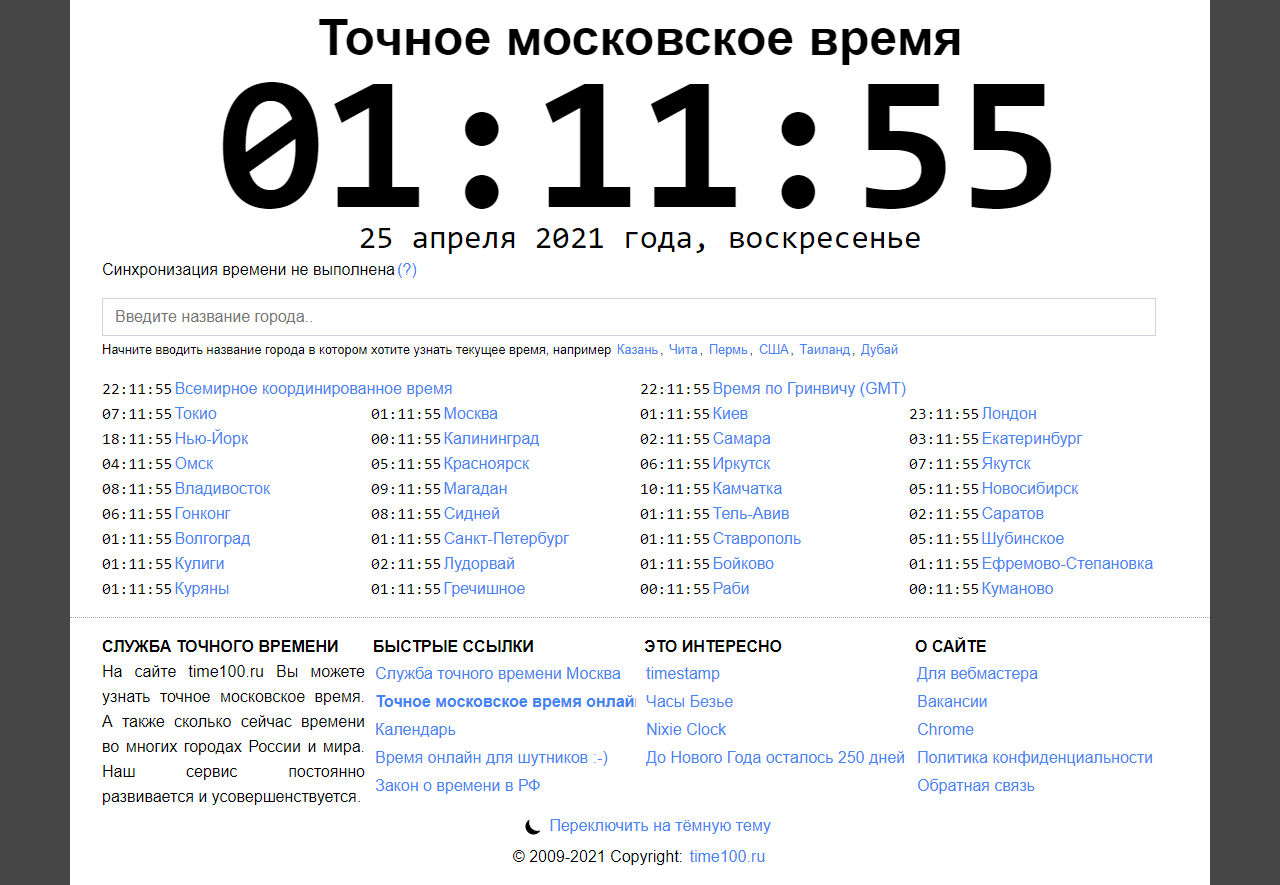 Точное московское время
01:11:55
25 апреля 2021 года, воскресенье
Синхронизация времени не выполнена (?)
Введите название города..
Начните вводить название города в котором хотите узнать текущее время, например Казань, Чита, Пермь, США, Таиланд, Дубай
22:11:55 Всемирное координированное время 22:11:55 Время по Гринвичу (GMT)
07:11:55 Токио 01:11:55 Москва 01:11:55 Киев 23:11:55 Лондон
18:11:55 Нью-Йорк 00:11:55 Калининград 02:11:55 Самара 03:11:55 Екатеринбург
04:11:55 Омск 05:11:55 Красноярск 06:11:55 Иркутск 07:11:55 Якутск
08:11:55 Владивосток 09:11:55 Магадан 10:11:55 Камчатка 05:11:55 Новосибирск
06:11:55 Гонконг 08:11:55 Сидней 01:11:55 Тель-Авив 02:11:55 Саратов
01:11:55 Волгоград 01:11:55 Санкт-Петербург 01:11:55 Ставрополь 05:11:55 Шубинское
01:11:55 Кулиги 02:11:55 Лудорвай 01:11:55 Бойково 01:11:55 Ефремово-Степановка
01:11:55 Куряны 01:11:55 Гречишное 00:11:55 Раби 00:11:55 Куманово
СЛУЖБА ТОЧНОГО ВРЕМЕНИ
На сайте time100.ru Вы можете
узнать точное московское время.
А также сколько сейчас времени
во многих городах России и мира.
Наш сервис постоянно
развивается и усовершенствуется.
БЫСТРЫЕ ССЫЛКИ
Служба точного времени Москва
Точное московское время онлайн
Календарь
Время онлайн для шутников :-)
Закон о времени в РФ
ЭТО ИНТЕРЕСНО
timestamp
Часы Безье
Nixie Clock
До Нового Года осталось 250 дней
О САЙТЕ
Для вебмастера
Вакансии
Chrome
Политика конфиденциальности
Обратная связь
Переключить на тёмную тему
© 2009-2021 Copyright: time100.ru